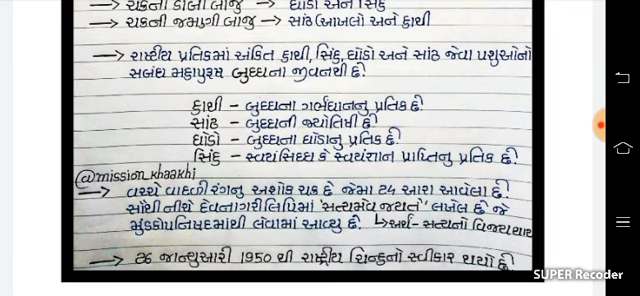 → ચક્રની ડાબી બાજુ → ઘોડો અને સિંહ
→ ચક્રની જમણી બાજુ → સાંઢ (આખલો અને હાથી
→ રાષ્ટ્રીય પ્રતિકમાં અંકિત હાથી, સિંહ, ઘોડો અને સાંઢ જેવા પશુઓનો
સબંધ મહાપુરૂષ બુધ્ધના જીવનથી છે.
હાથી – બુધ્ધના ગર્ભધાનનુ પ્રતિક છે.
સાંઢ – બુધ્ધની જ્યોતિષી છે.
ઘોડો – બુધ્ધના ઘોડાનુ પ્રતિક છે.
સિંહ – સ્વયંસિધ્ધ કે સ્વયંજ્ઞાન પ્રાપ્તિનુ પ્રતિક છે.
@mission_khaakhi
→ વચ્ચે વાદળી રંગનુ અશોક ચક્ર છે જેમાં ૨૪ આરા આવેલા છે.
સૌથી નીચે દેવનાગરી લિપિમાં 'સત્યમેવ જયતે' લખેલ છે જે
મુંડકોપનિષદમાંથી લેવામાં આવ્યુ છે. ↳ અર્થ - સત્યનો વિજય થાય
→ ૨૬ જાન્યુઆરી 1950 થી રાષ્ટ્રીય ચિન્હનો સ્વીકાર થયો છે.
SUPER Recorder